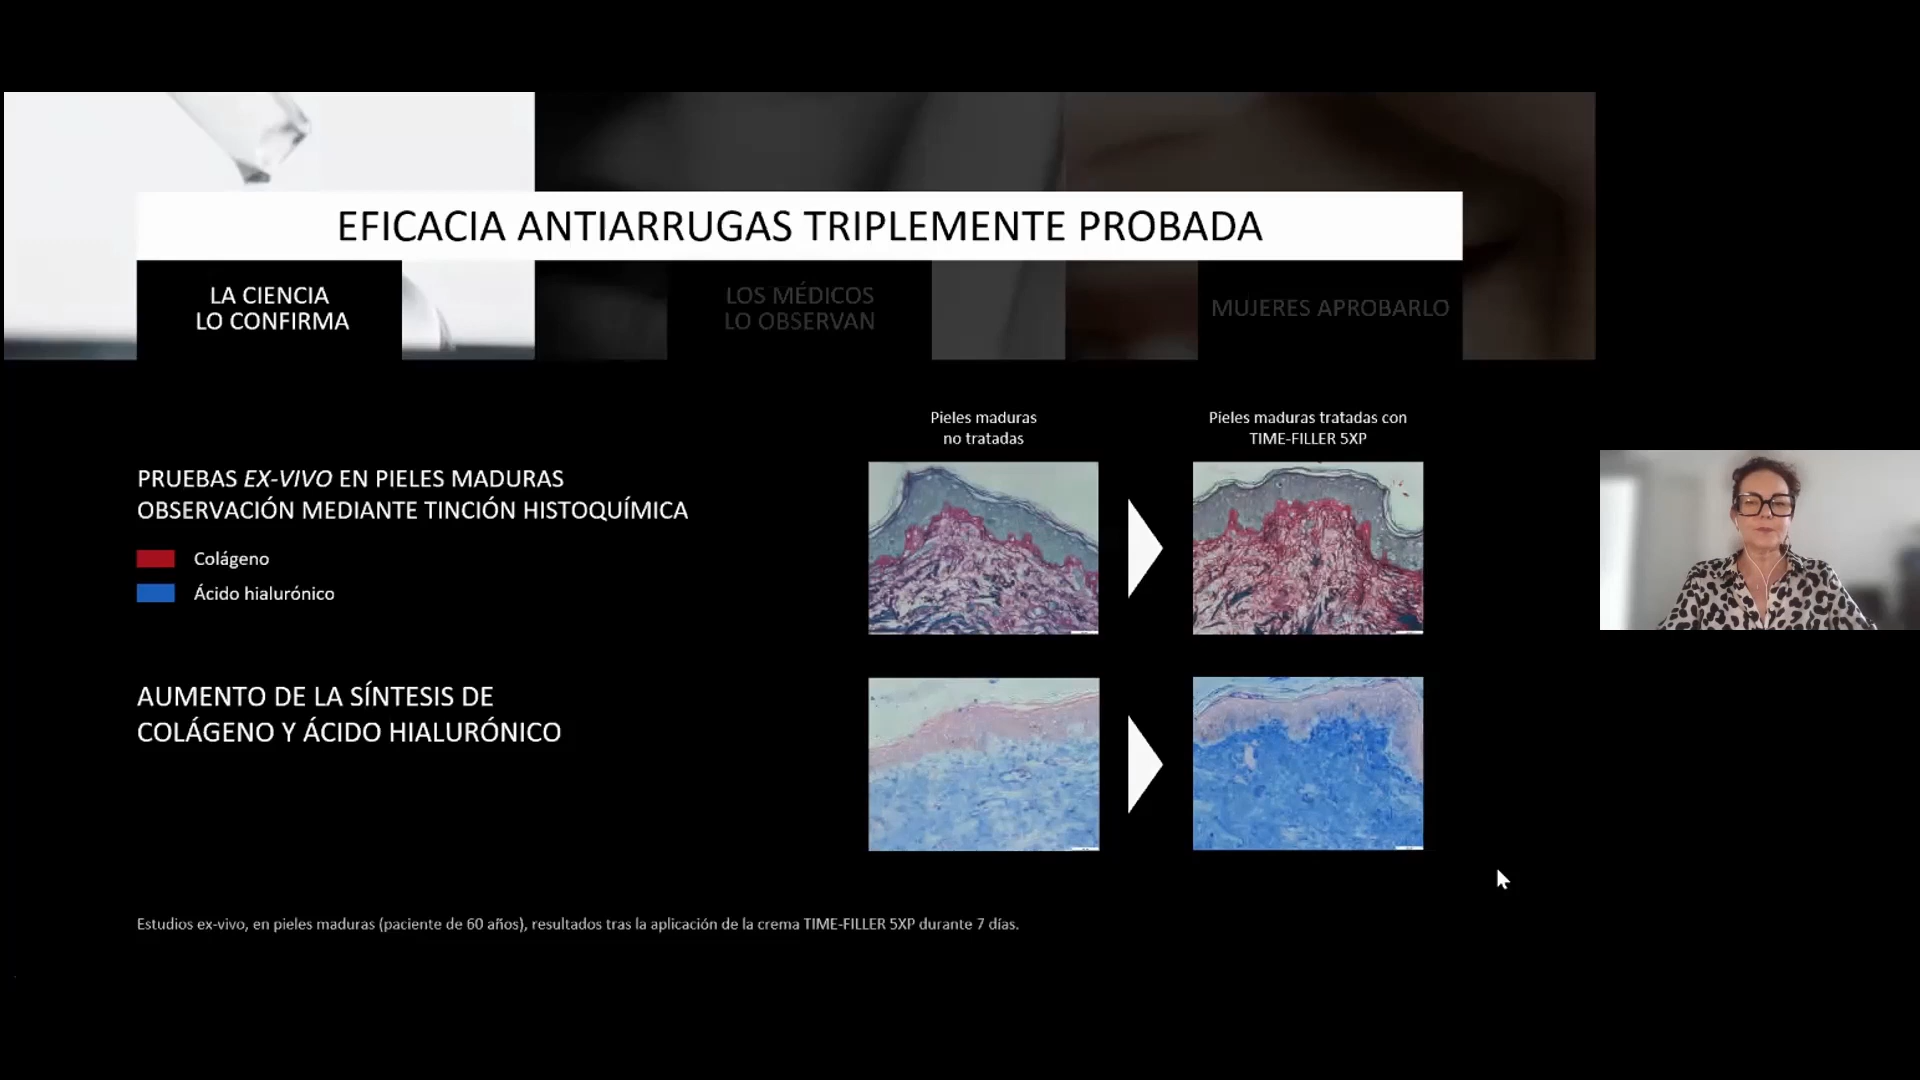 EFICACIA ANTIARRUGAS TRIPLEMENTE PROBADA
LA CIENCIA
LO CONFIRMA
LOS MÉDICOS
LO OBSERVAN
MUJERES APROBARLO
Pieles maduras
no tratadas
Pieles maduras tratadas con
TIME-FILLER 5XP
PRUEBAS EX-VIVO EN PIELES MADURAS
OBSERVACIÓN MEDIANTE TINCIÓN HISTOQUÍMICA
Colágeno
Ácido hialurónico
AUMENTO DE LA SÍNTESIS DE
COLÁGENO Y ÁCIDO HIALURÓNICO
Estudios ex-vivo, en pieles maduras (paciente de 60 años), resultados tras la aplicación de la crema TIME-FILLER 5XP durante 7 días.